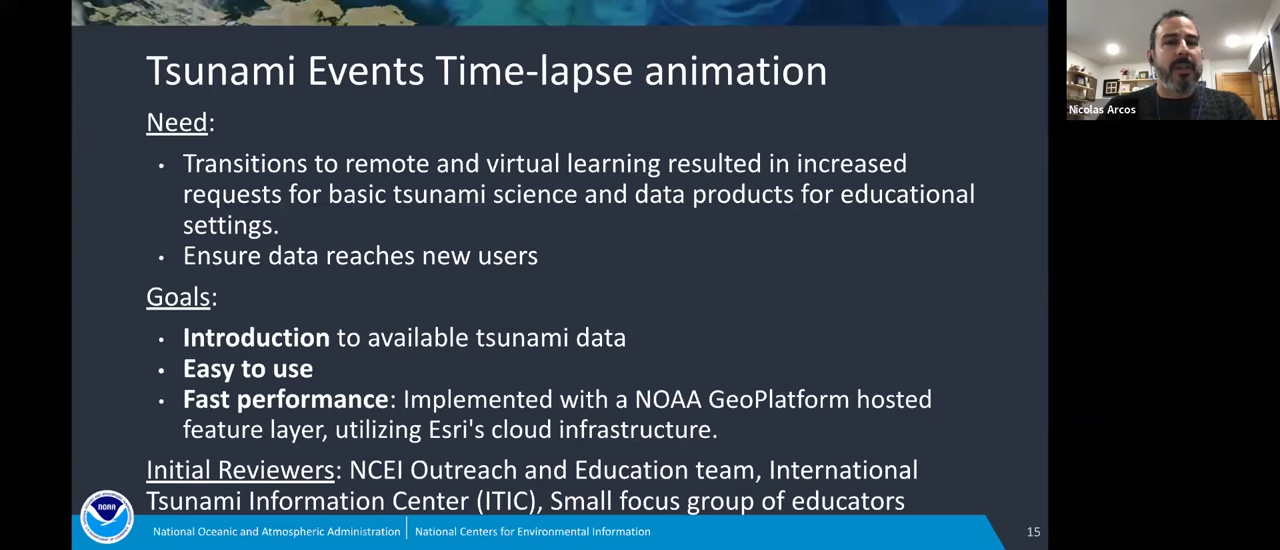 Tsunami Events Time-lapse animation
Need:
• Transitions to remote and virtual learning resulted in increased
requests for basic tsunami science and data products for educational
settings.
• Ensure data reaches new users
Goals:
• Introduction to available tsunami data
• Easy to use
• Fast performance: Implemented with a NOAA GeoPlatform hosted
feature layer, utilizing Esri's cloud infrastructure.
Initial Reviewers: NCEI Outreach and Education team, International
Tsunami Information Center (ITIC), Small focus group of educators
NOAA
National Oceanic and Atmospheric Administration | National Centers for Environmental Information
15
Nicolas Arcos